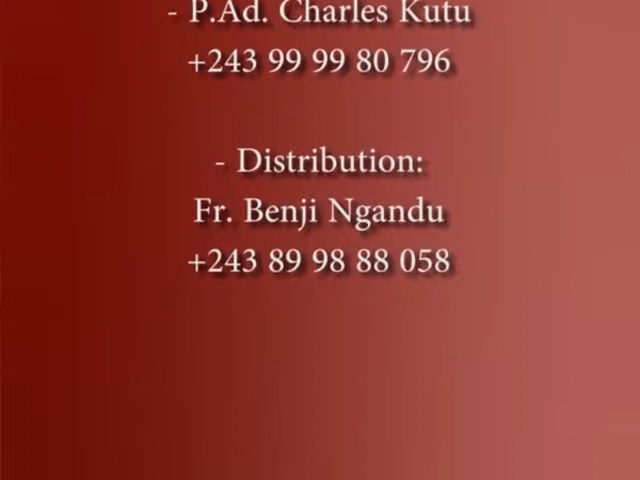 - P.Ad. Charles Kutu
+243 99 99 80 796
- Distribution:
Fr. Benji Ngandu
+243 89 98 88 058